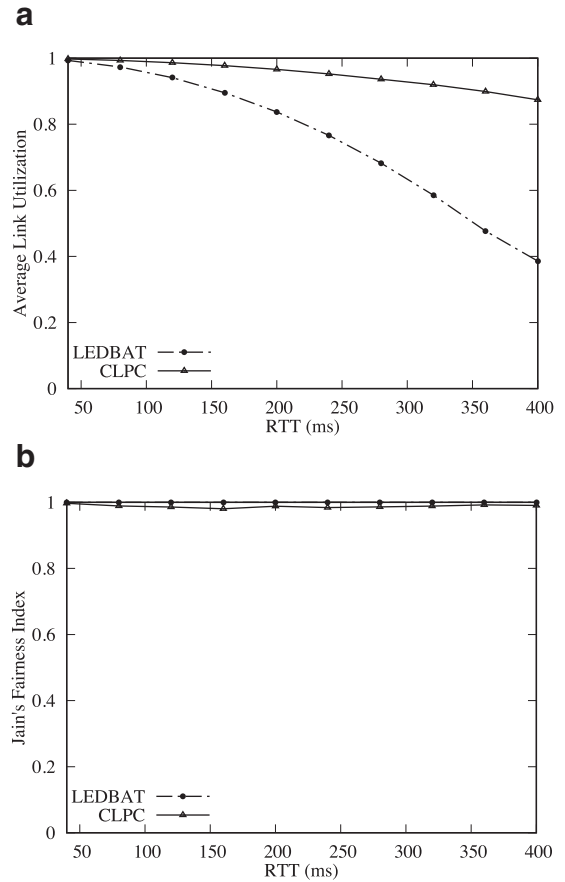 a
1
0.8
0.6
0.4
0.2
0
Average Link Utilization
LEDBAT
CLPC
50 100 150 200 250 300 350 400
RTT (ms)
b
1
0.8
0.6
0.4
0.2
0
Jain's Fairness Index
LEDBAT
CLPC
50 100 150 200 250 300 350 400
RTT (ms)